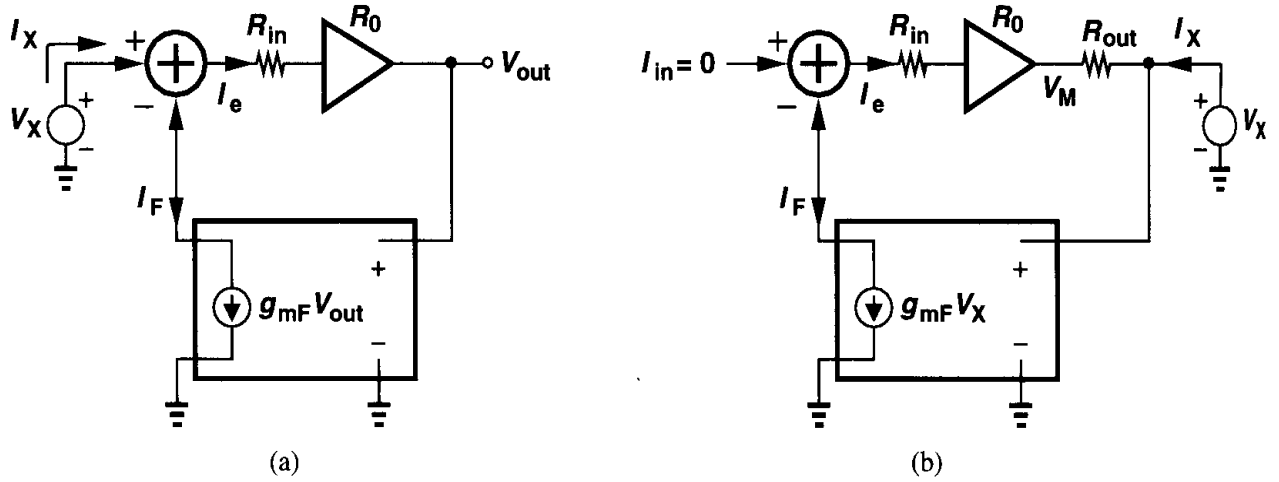 I_X
+
R_in
R_0
V_out
V_X
+
−
−
I_e
I_F
g_mF V_out
+
−
(a)
I_in = 0
+
R_in
R_0
R_out
I_X
−
I_e
V_M
+
V_X
−
I_F
g_mF V_X
+
−
(b)